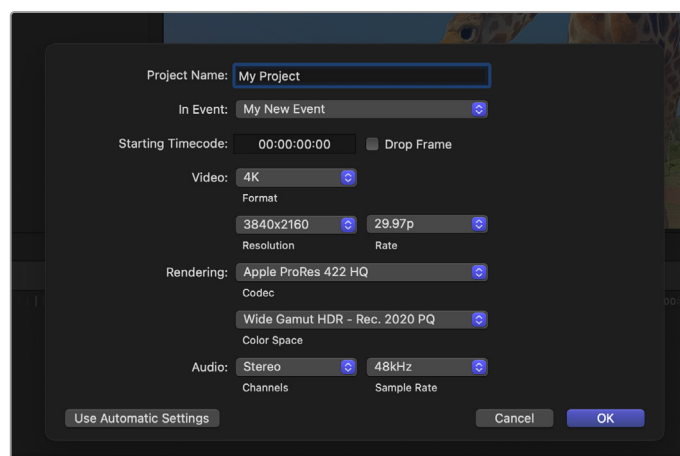 Project Name: My Project
In Event: My New Event
Starting Timecode: 00:00:00:00 Drop Frame
Video: 4K
Format
3840x2160 29.97p
Resolution Rate
Rendering: Apple ProRes 422 HQ
Codec
Wide Gamut HDR - Rec. 2020 PQ
Color Space
Audio: Stereo 48kHz
Channels Sample Rate
Use Automatic Settings Cancel OK